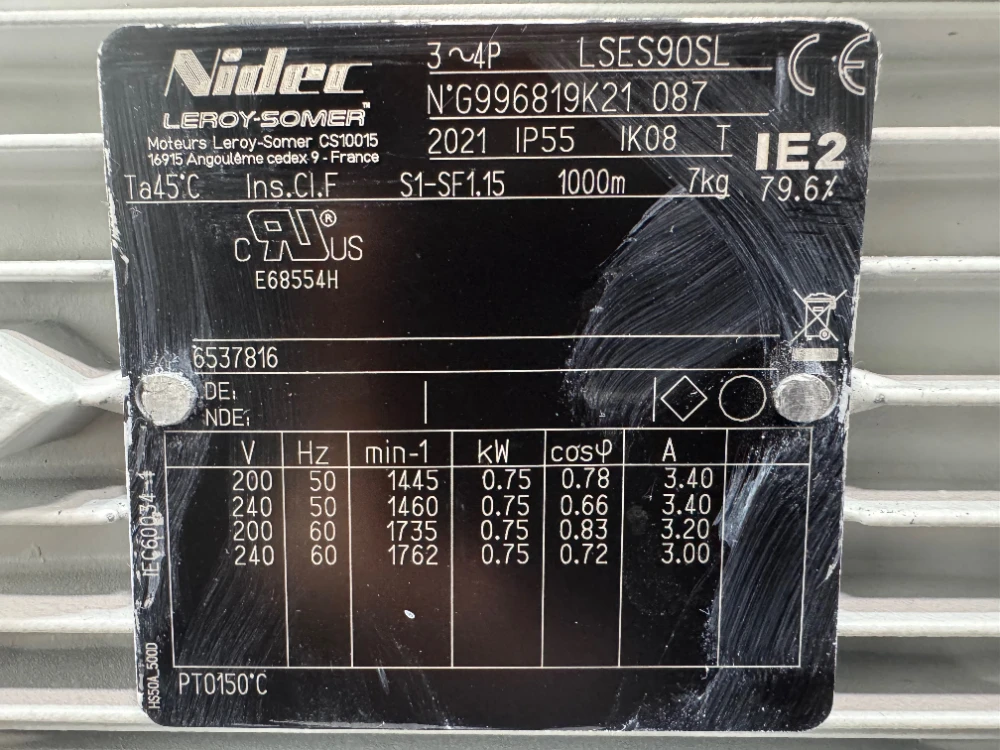 Nidec
LEROY-SOMER™
Moteurs Leroy-Somer CS10015
16915 Angoulême cedex 9 - France
3~4P LSES90SL
N°G996819K21 087
2021 IP55 IK08 T
CE
IE2
79.6%
Ta45°C Ins.Cl.F S1-SF1.15 1000m 7kg
C RU® US
E68554H
6537816
DE:
NDE:
V Hz min-1 kW cosφ A
200 50 1445 0.75 0.78 3.40
240 50 1460 0.75 0.66 3.40
200 60 1735 0.75 0.83 3.20
240 60 1762 0.75 0.72 3.00
PTO150°C
IEC60034-1
HS50A_500D